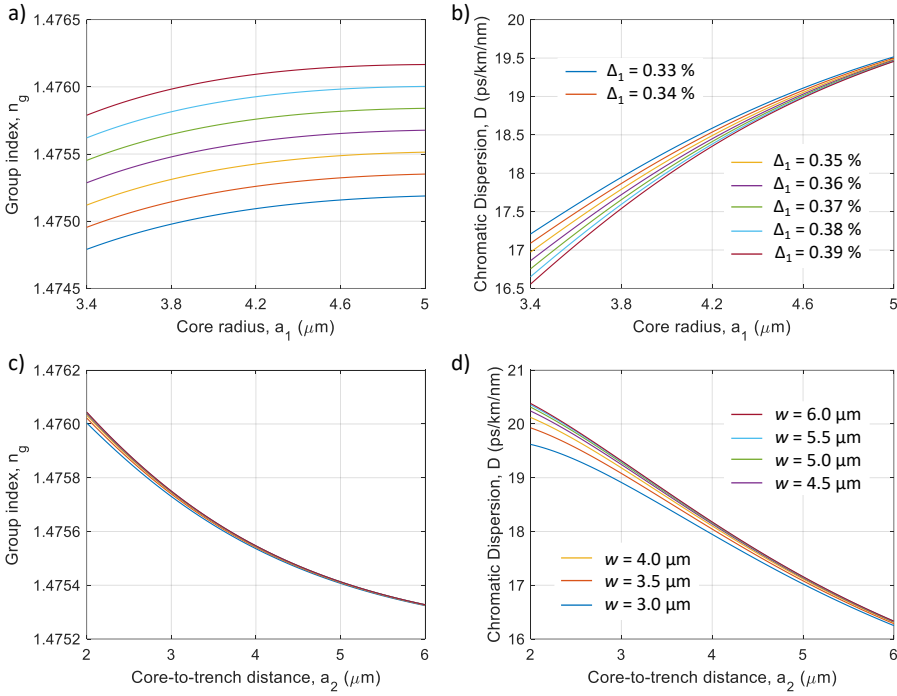 a)
1.4765
1.4760
1.4755
1.4750
1.4745
Group index, n_g
3.4 3.8 4.2 4.6 5
Core radius, a_1 (μm)
b)
20
19.5
19
18.5
18
17.5
17
16.5
Chromatic Dispersion, D (ps/km/nm)
Δ_1 = 0.33 %
Δ_1 = 0.34 %
Δ_1 = 0.35 %
Δ_1 = 0.36 %
Δ_1 = 0.37 %
Δ_1 = 0.38 %
Δ_1 = 0.39 %
3.4 3.8 4.2 4.6 5
Core radius, a_1 (μm)
c)
1.4762
1.4760
1.4758
1.4756
1.4754
1.4752
Group index, n_g
2 3 4 5 6
Core-to-trench distance, a_2 (μm)
d)
21
20
19
18
17
16
Chromatic Dispersion, D (ps/km/nm)
w = 6.0 μm
w = 5.5 μm
w = 5.0 μm
w = 4.5 μm
w = 4.0 μm
w = 3.5 μm
w = 3.0 μm
2 3 4 5 6
Core-to-trench distance, a_2 (μm)